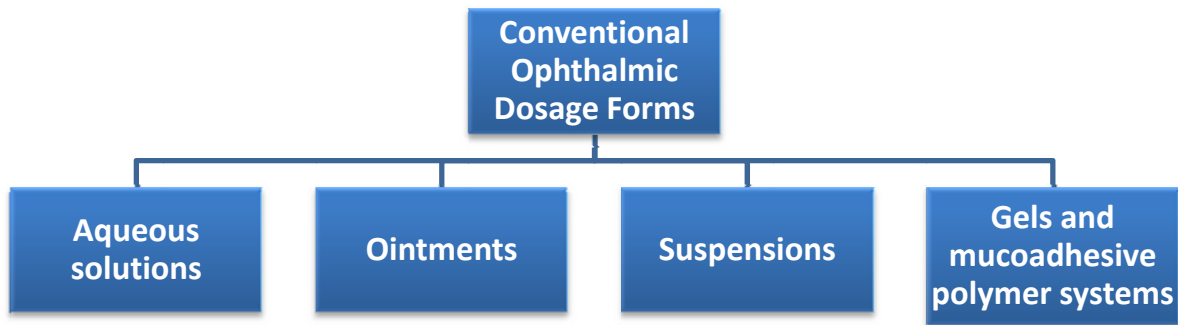 Conventional
Ophthalmic
Dosage Forms
Aqueous
solutions
Ointments
Suspensions
Gels and
mucoadhesive
polymer systems